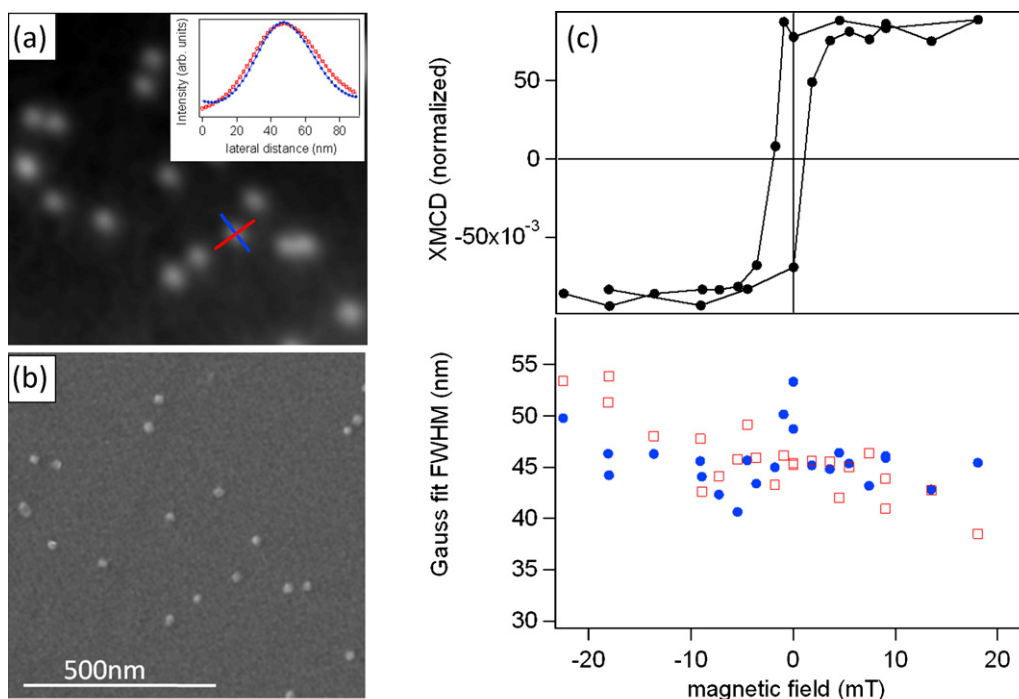 (a)
Intensity (arb. units)
0 20 40 60 80
lateral distance (nm)
(b)
500nm
(c)
XMCD (normalized)
50
0
-50x10⁻³
Gauss fit FWHM (nm)
55
50
45
40
35
30
-20 -10 0 10 20
magnetic field (mT)